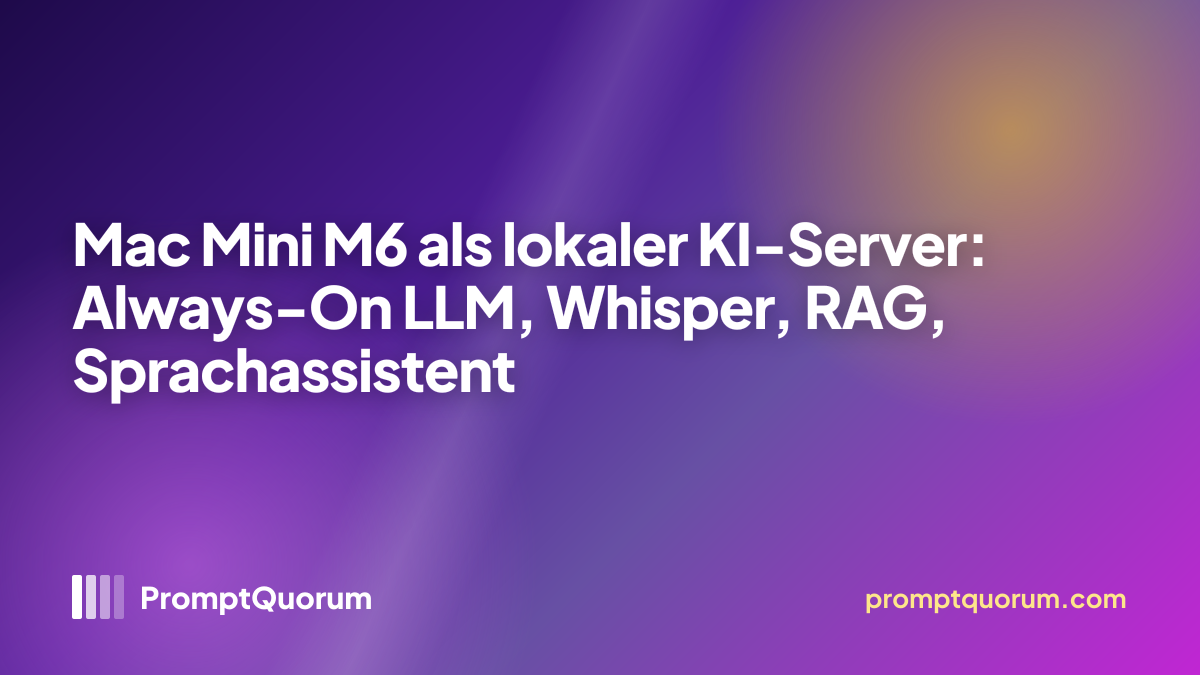 Mac Mini M6 als lokaler KI-Server:
Always-On LLM, Whisper, RAG,
Sprachassistent
PromptQuorum
promptquorum.com